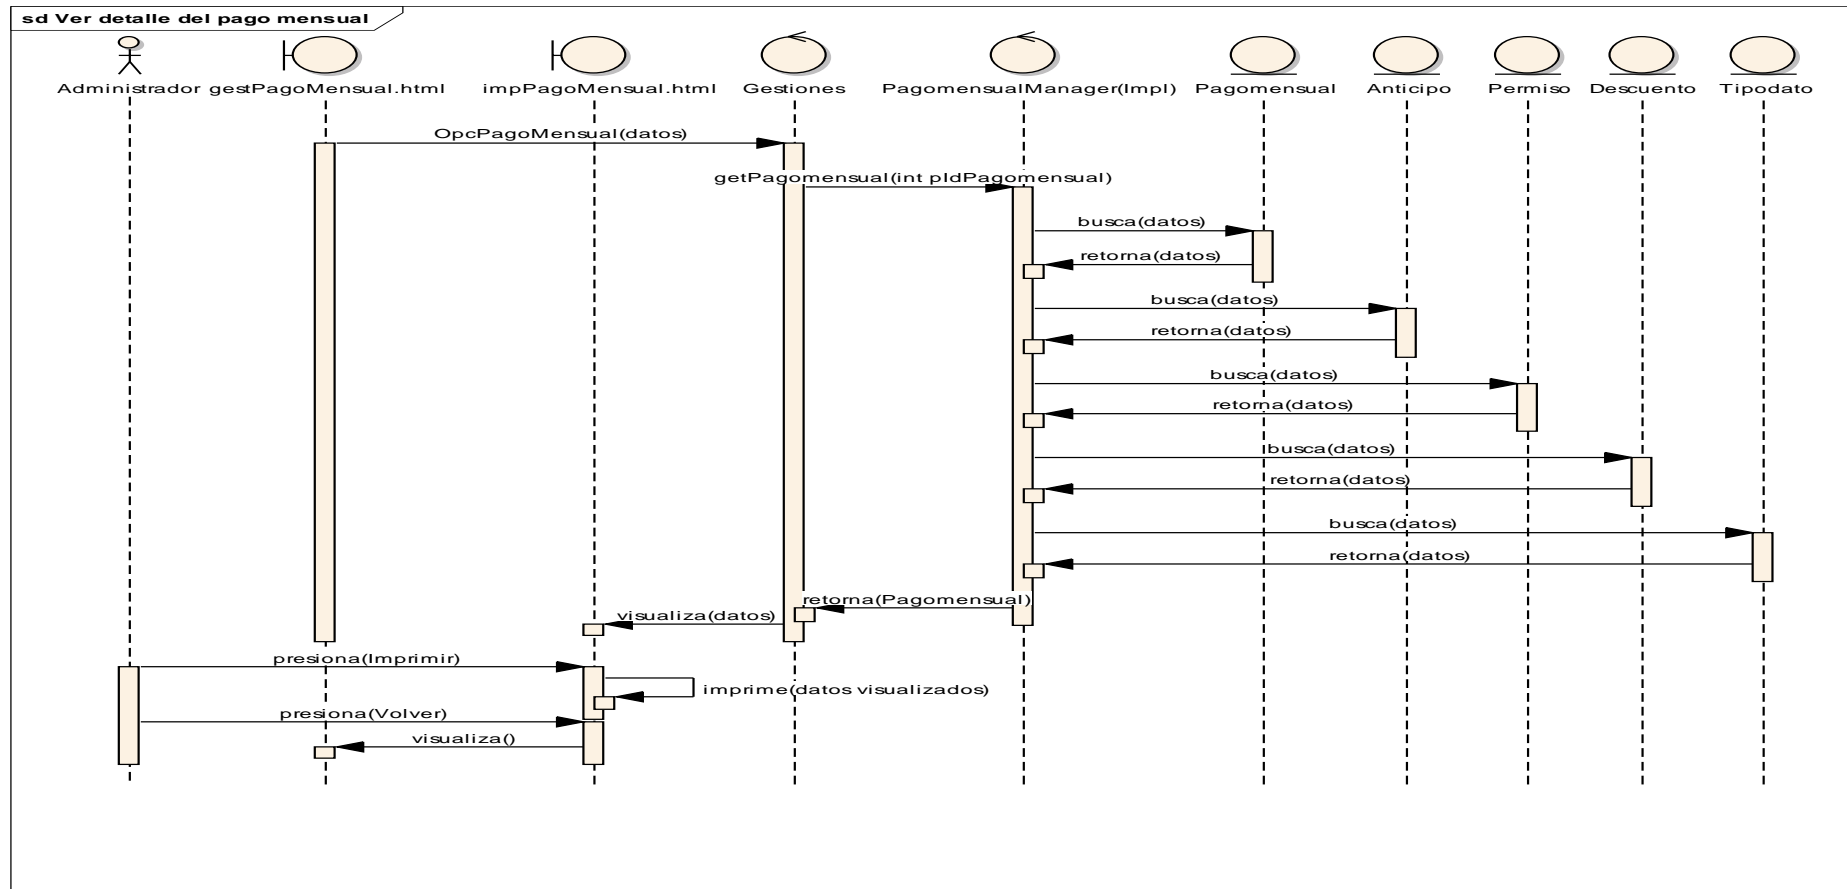 sd Ver detalle del pago mensual
Administrador gestPagoMensual.html impPagoMensual.html Gestiones PagomensualManager(Impl) Pagomensual Anticipo Permiso Descuento Tipodato
OpcPagoMensual(datos)
getPagomensual(int pIdPagomensual)
busca(datos)
retorna(datos)
busca(datos)
retorna(datos)
busca(datos)
retorna(datos)
busca(datos)
retorna(datos)
busca(datos)
retorna(datos)
retorna(Pagomensual)
visualiza(datos)
presiona(Imprimir)
imprime(datos visualizados)
presiona(Volver)
visualiza()